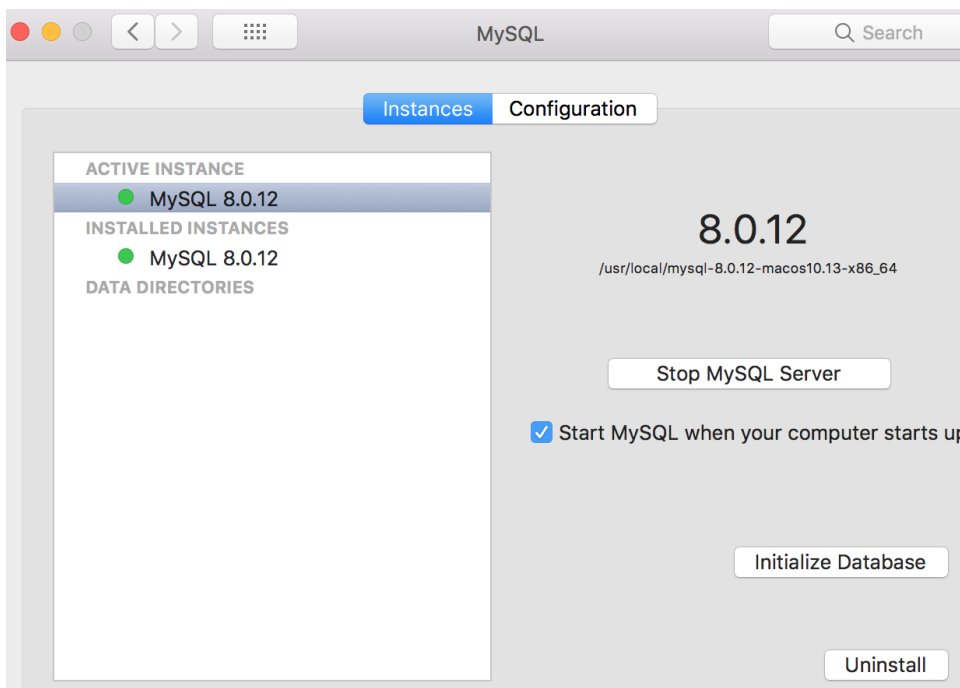 MySQL
Search
Instances
Configuration
ACTIVE INSTANCE
MySQL 8.0.12
INSTALLED INSTANCES
MySQL 8.0.12
DATA DIRECTORIES
8.0.12
/usr/local/mysql-8.0.12-macos10.13-x86_64
Stop MySQL Server
Start MySQL when your computer starts up
Initialize Database
Uninstall